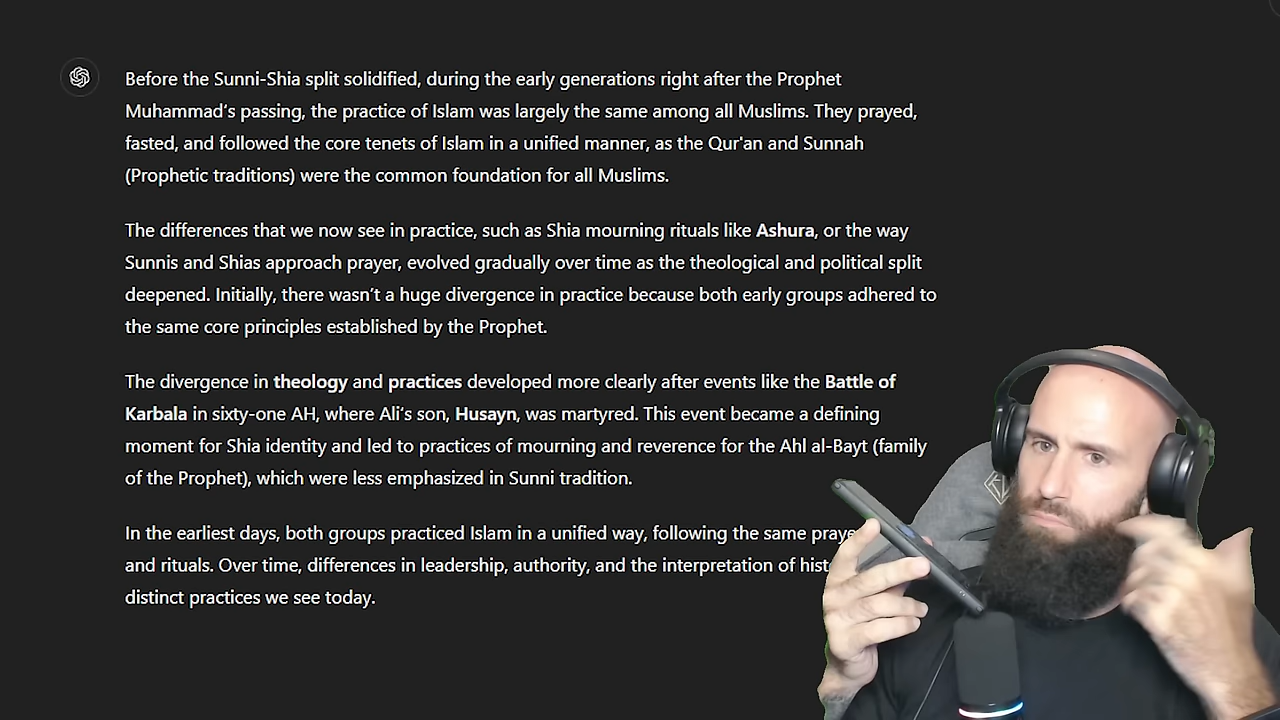 Before the Sunni-Shia split solidified, during the early generations right after the Prophet
Muhammad's passing, the practice of Islam was largely the same among all Muslims. They prayed,
fasted, and followed the core tenets of Islam in a unified manner, as the Qur'an and Sunnah
(Prophetic traditions) were the common foundation for all Muslims.
The differences that we now see in practice, such as Shia mourning rituals like Ashura, or the way
Sunnis and Shias approach prayer, evolved gradually over time as the theological and political split
deepened. Initially, there wasn't a huge divergence in practice because both early groups adhered to
the same core principles established by the Prophet.
The divergence in theology and practices developed more clearly after events like the Battle of
Karbala in sixty-one AH, where Ali's son, Husayn, was martyred. This event became a defining
moment for Shia identity and led to practices of mourning and reverence for the Ahl al-Bayt (family
of the Prophet), which were less emphasized in Sunni tradition.
In the earliest days, both groups practiced Islam in a unified way, following the same
and rituals. Over time, differences in leadership, authority, and the interpretation of
distinct practices we see today.